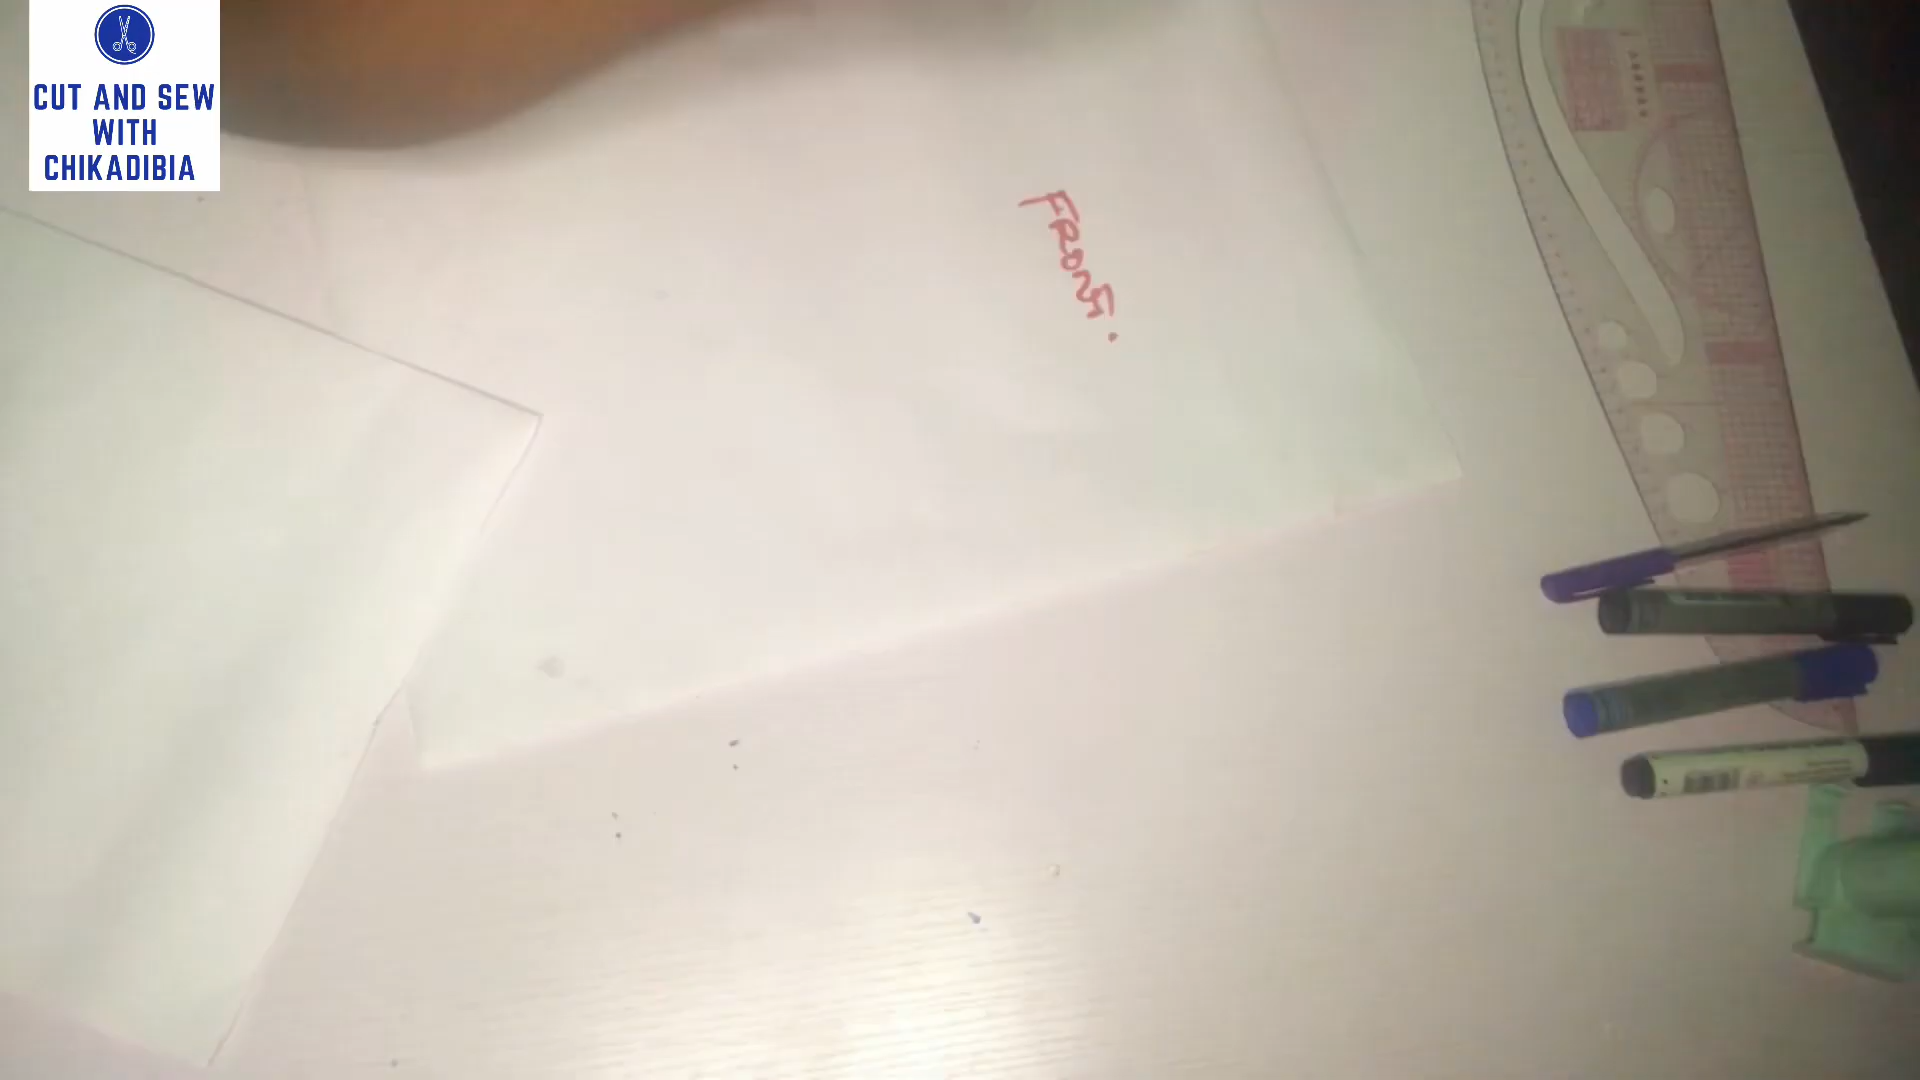 CUT AND SEW
WITH
CHIKADIBIA
FRONT.